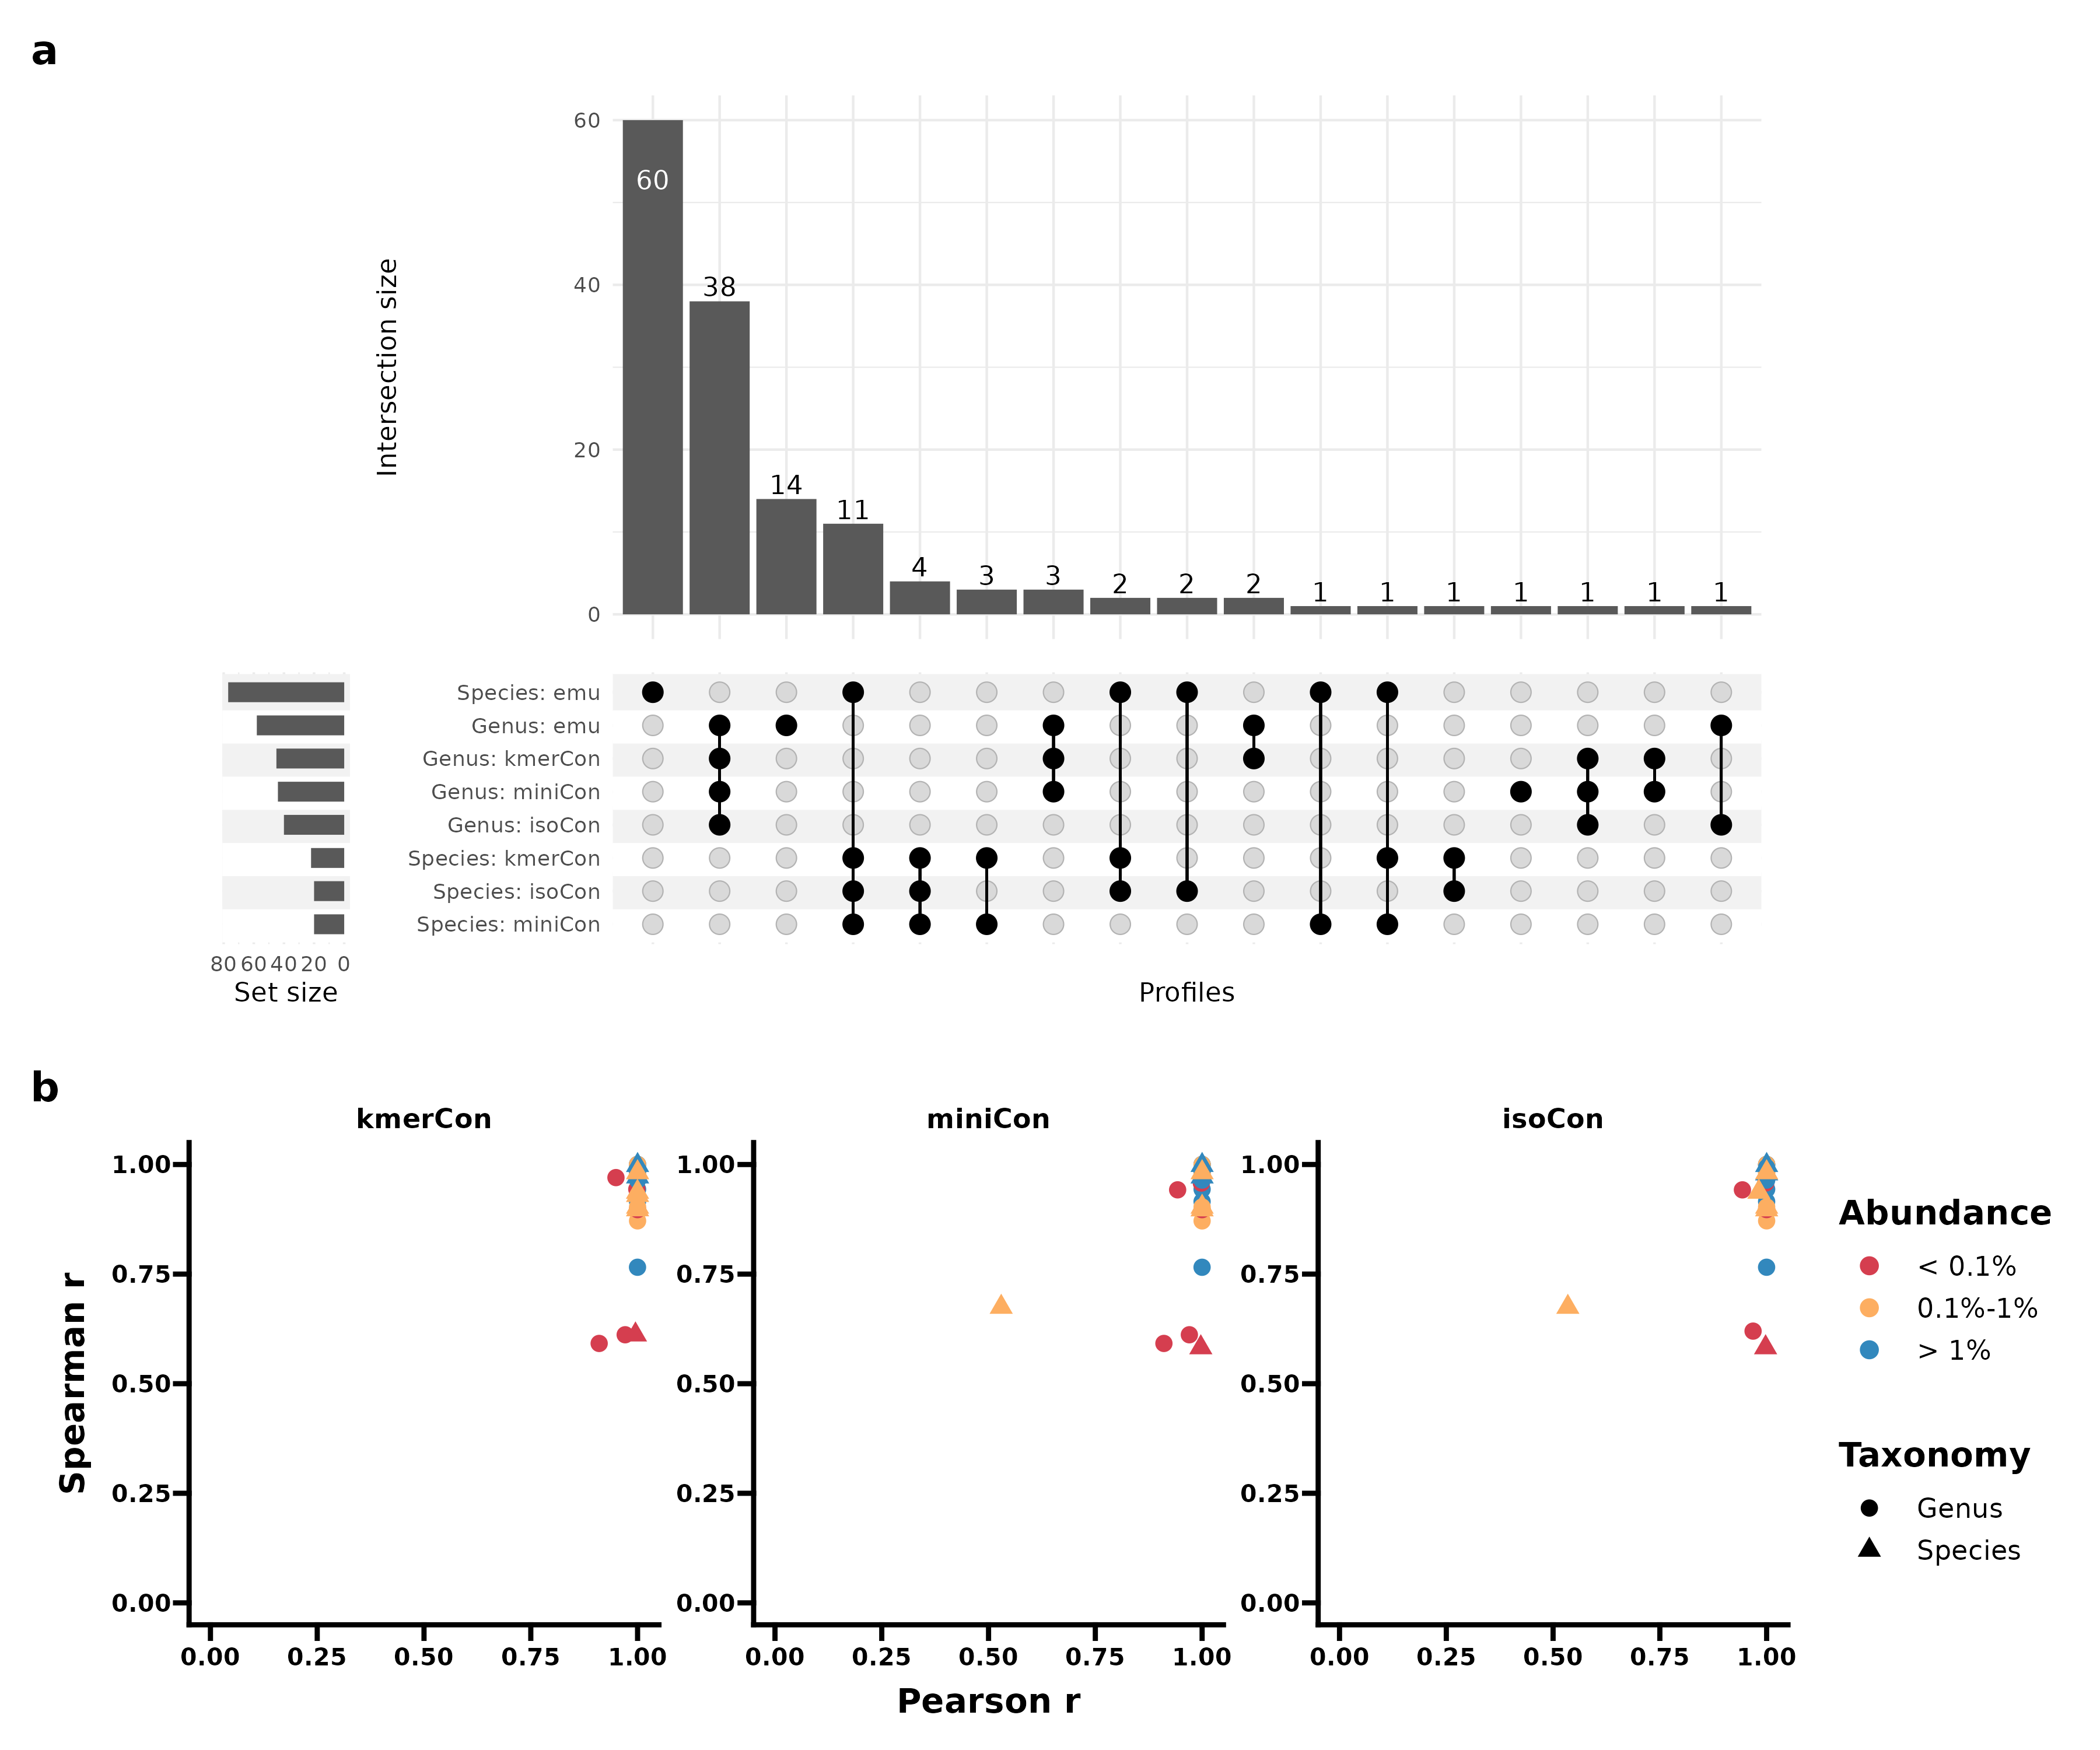 a
Intersection size
60
40
20
0
60
38
14
11
4
3
3
2
2
2
1
1
1
1
1
1
1
Species: emu
Genus: emu
Genus: kmerCon
Genus: miniCon
Genus: isoCon
Species: kmerCon
Species: isoCon
Species: miniCon
80 60 40 20 0
Set size
Profiles
b
kmerCon
miniCon
isoCon
Spearman r
1.00
0.75
0.50
0.25
0.00
1.00
0.75
0.50
0.25
0.00
1.00
0.75
0.50
0.25
0.00
0.00 0.25 0.50 0.75 1.00
0.00 0.25 0.50 0.75 1.00
0.00 0.25 0.50 0.75 1.00
Pearson r
Abundance
< 0.1%
0.1%-1%
> 1%
Taxonomy
Genus
Species